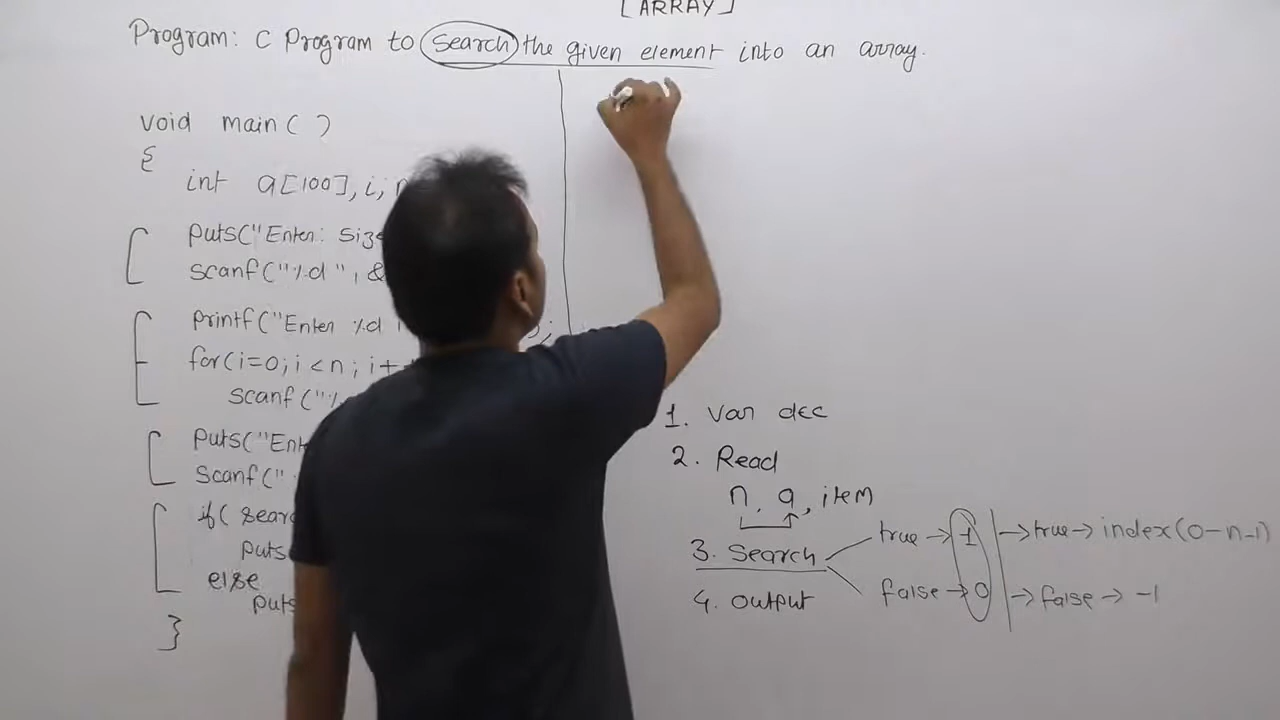 [ARRAY]
Program: C Program to search the given element into an array.
void main( )
{
int a[100], i,
puts("Enter: Size
scanf("%d", &
printf("Enter %d
for(i=0; i<n; i+
scanf("%
puts("Ent
scanf("
if( sear
puts
else
puts
}
1. Var dec
2. Read
n, a, item
3. Search
true → 1 → true → index(0-n-1)
false → 0 → false → -1
4. output